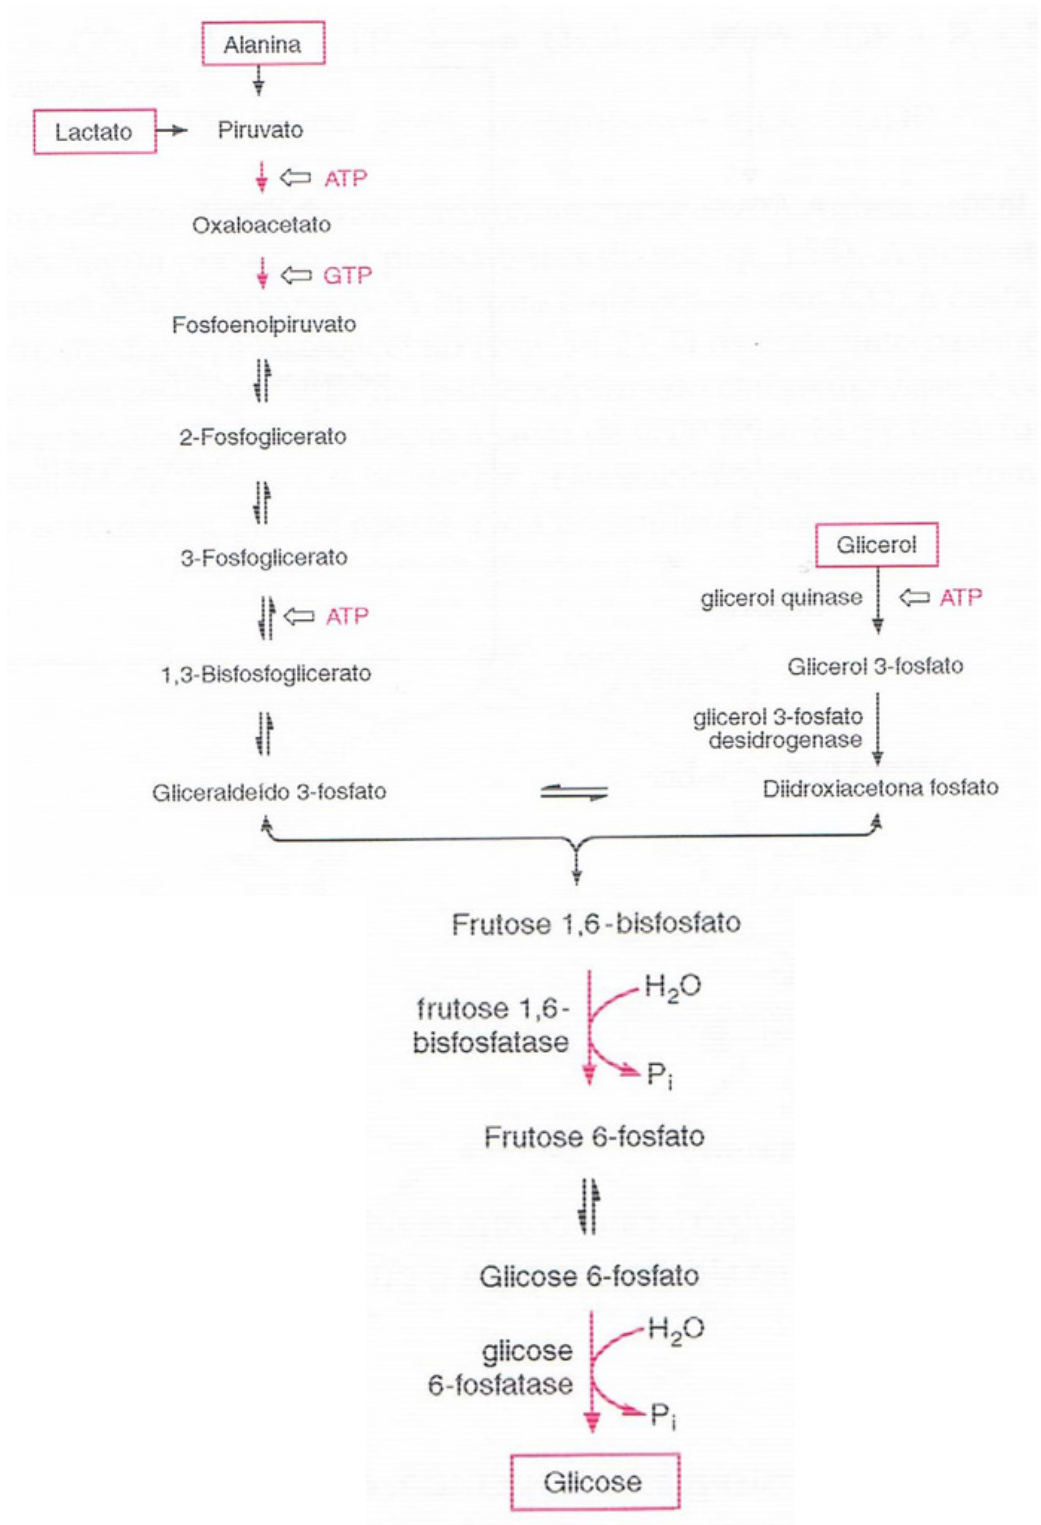 Alanina
Lactato
Piruvato
ATP
Oxaloacetato
GTP
Fosfoenolpiruvato
2-Fosfoglicerato
3-Fosfoglicerato
ATP
1,3-Bisfosfoglicerato
Gliceraldeído 3-fosfato
Glicerol
glicerol quinase
ATP
Glicerol 3-fosfato
glicerol 3-fosfato
desidrogenase
Diidroxiacetona fosfato
Frutose 1,6-bisfosfato
H₂O
frutose 1,6-
bisfosfatase
Pᵢ
Frutose 6-fosfato
Glicose 6-fosfato
H₂O
glicose
6-fosfatase
Pᵢ
Glicose